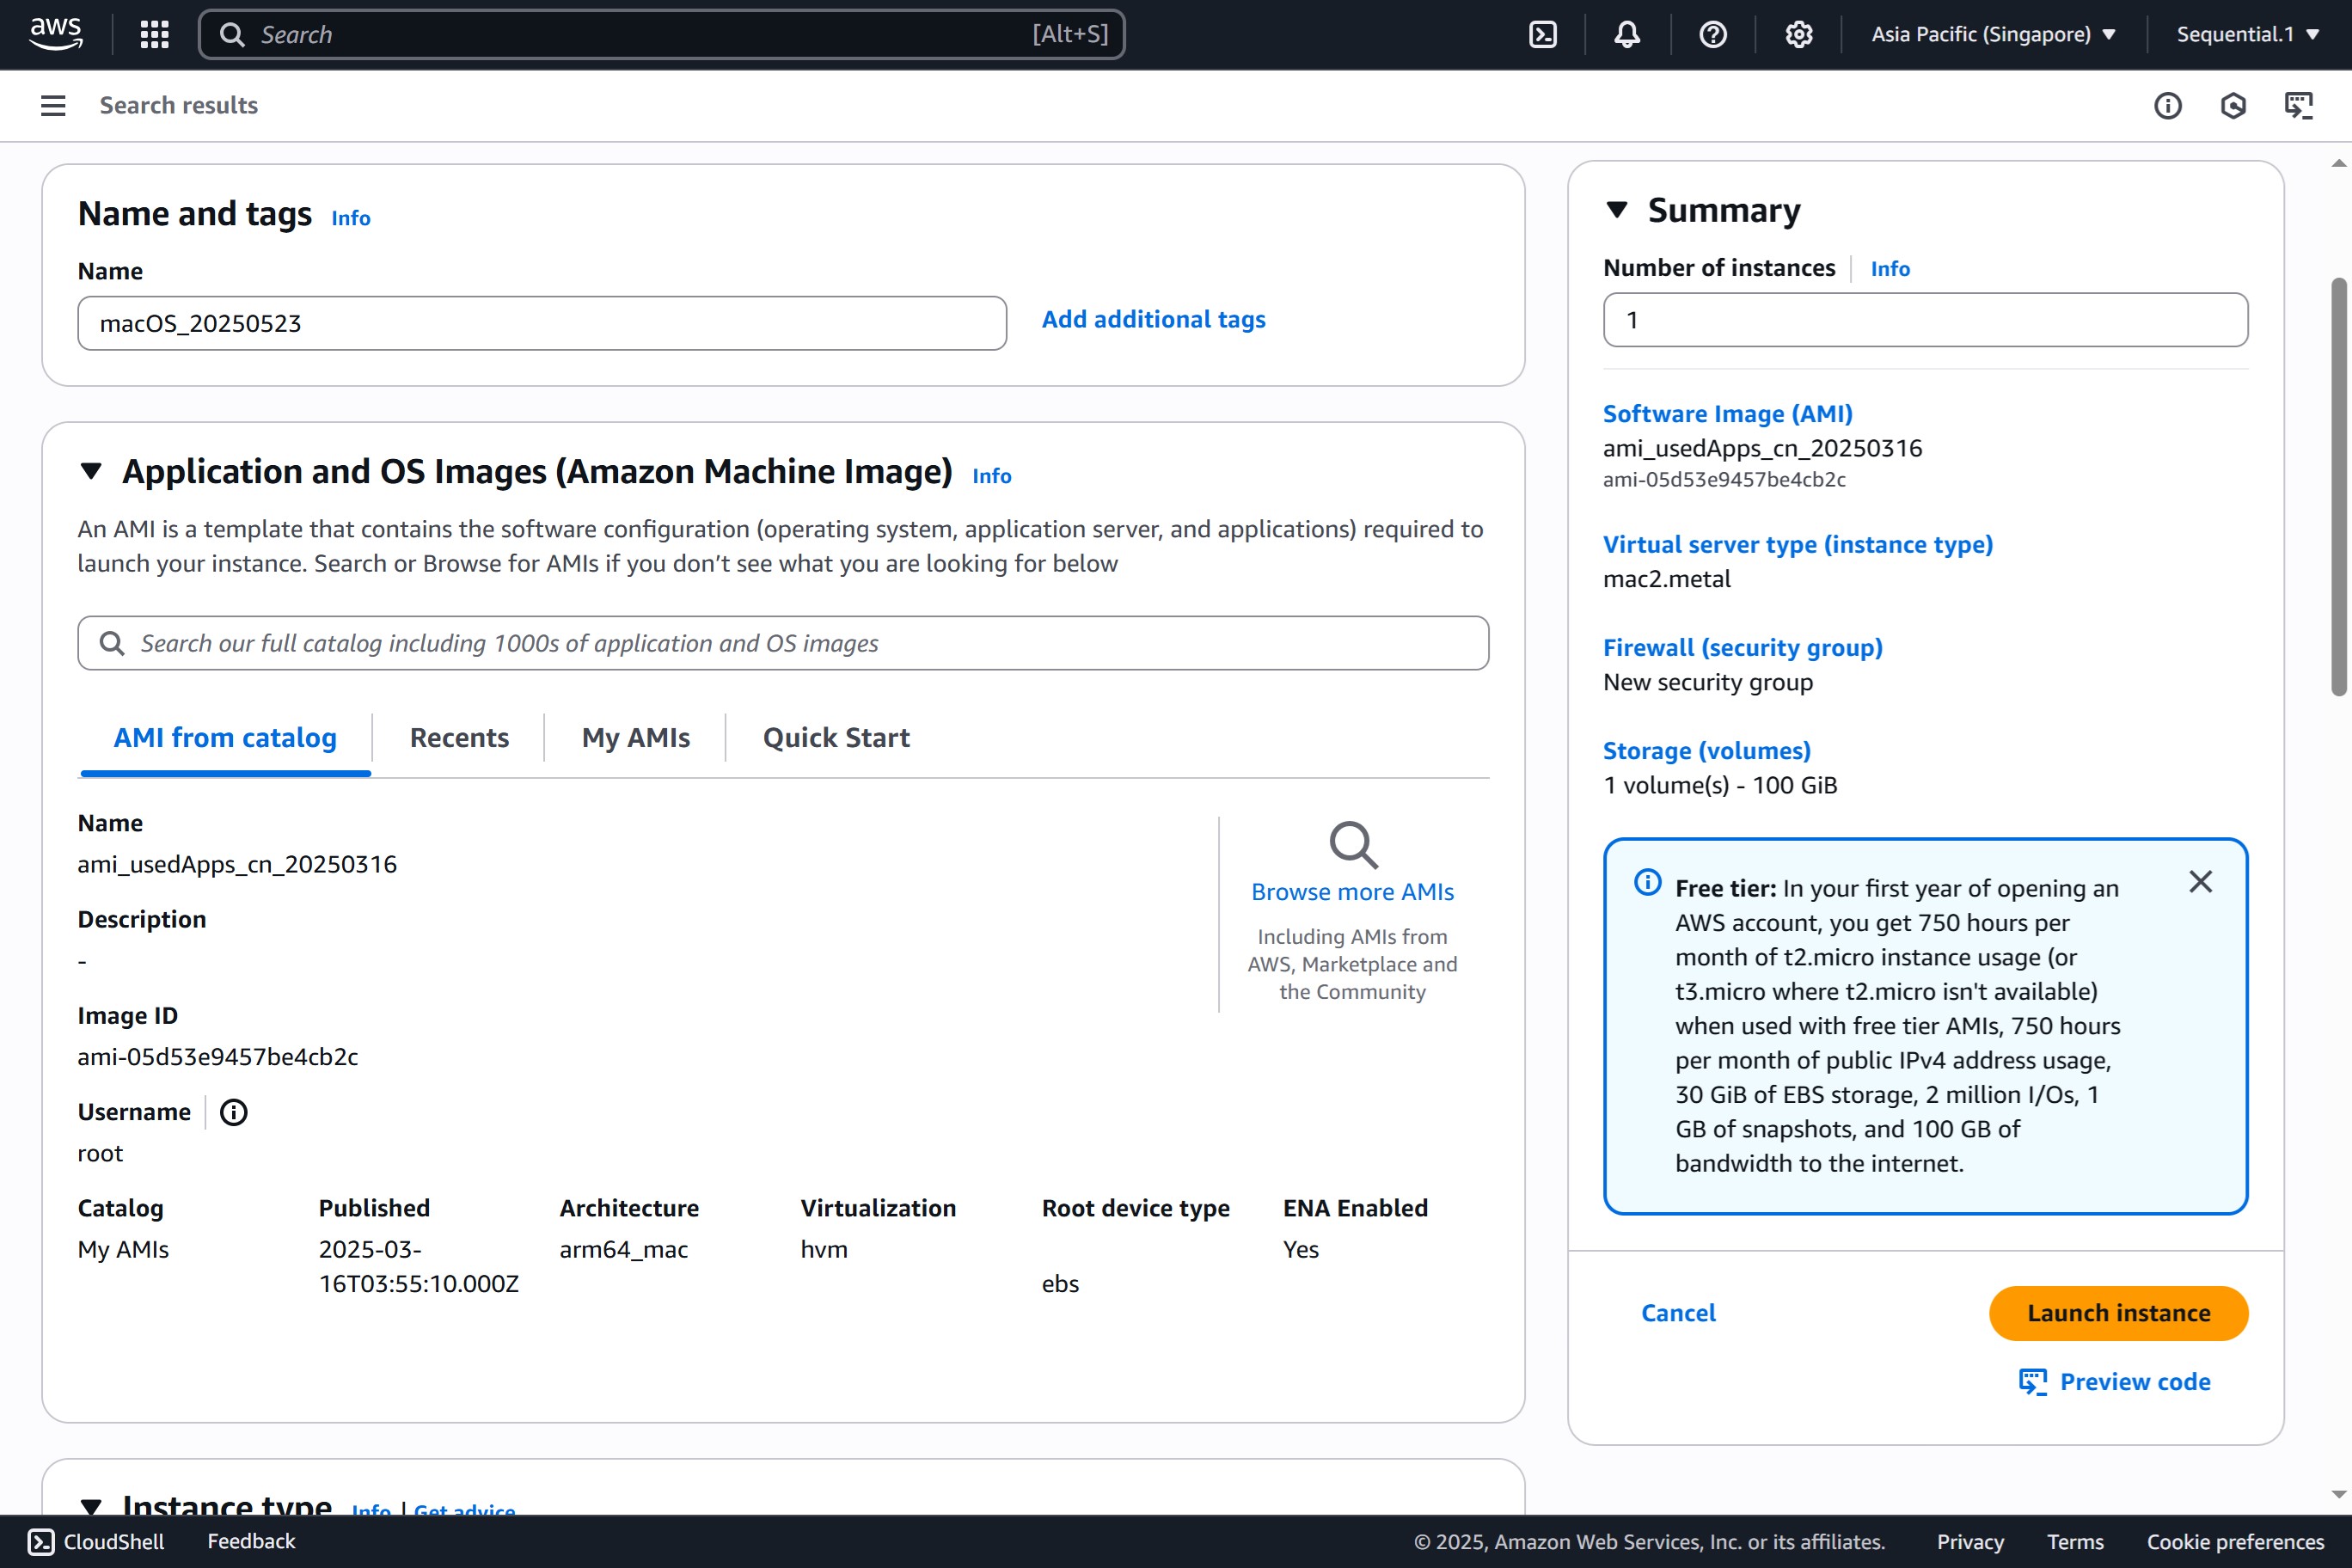 aws
Search
[Alt+S]
Asia Pacific (Singapore)
Sequential.1
Search results
Name and tags Info
Name
macOS_20250523
Add additional tags
Application and OS Images (Amazon Machine Image) Info
An AMI is a template that contains the software configuration (operating system, application server, and applications) required to
launch your instance. Search or Browse for AMIs if you don’t see what you are looking for below
Search our full catalog including 1000s of application and OS images
AMI from catalog
Recents
My AMIs
Quick Start
Name
ami_usedApps_cn_20250316
Description
-
Image ID
ami-05d53e9457be4cb2c
Username
root
Browse more AMIs
Including AMIs from
AWS, Marketplace and
the Community
Catalog
My AMIs
Published
2025-03-
16T03:55:10.000Z
Architecture
arm64_mac
Virtualization
hvm
Root device type
ebs
ENA Enabled
Yes
Instance type Info | Get advice
Summary
Number of instances Info
1
Software Image (AMI)
ami_usedApps_cn_20250316
ami-05d53e9457be4cb2c
Virtual server type (instance type)
mac2.metal
Firewall (security group)
New security group
Storage (volumes)
1 volume(s) - 100 GiB
Free tier: In your first year of opening an
AWS account, you get 750 hours per
month of t2.micro instance usage (or
t3.micro where t2.micro isn't available)
when used with free tier AMIs, 750 hours
per month of public IPv4 address usage,
30 GiB of EBS storage, 2 million I/Os, 1
GB of snapshots, and 100 GB of
bandwidth to the internet.
Cancel
Launch instance
Preview code
CloudShell
Feedback
© 2025, Amazon Web Services, Inc. or its affiliates.
Privacy
Terms
Cookie preferences